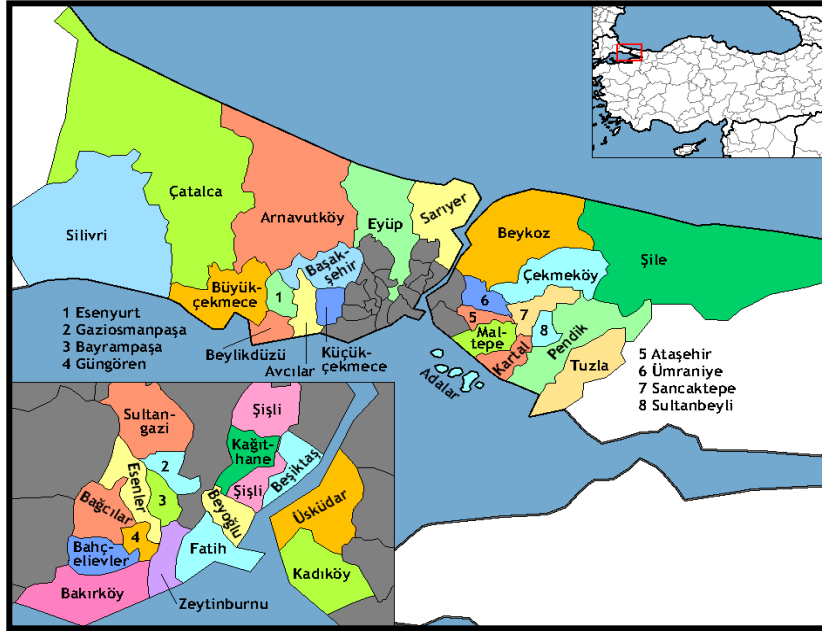 Silivri
Çatalca
Arnavutköy
Eyüp
Sarıyer
Beykoz
Şile
Çekmeköy
Büyük-
çekmece
Başak-
şehir
1
6
5
7
8
Mal-
tepe
Kartal
Pendik
Tuzla
Adalar
Beylikdüzü
Avcılar
Küçük-
çekmece
1 Esenyurt
2 Gaziosmanpaşa
3 Bayrampaşa
4 Güngören
5 Ataşehir
6 Ümraniye
7 Sancaktepe
8 Sultanbeyli
Sultan-
gazi
Şişli
Kağıt-
hane
Beşiktaş
Şişli
Esenler
2
3
Bağcılar
4
Beyoğlu
Üsküdar
Bahç-
elievler
Fatih
Kadıköy
Bakırköy
Zeytinburnu